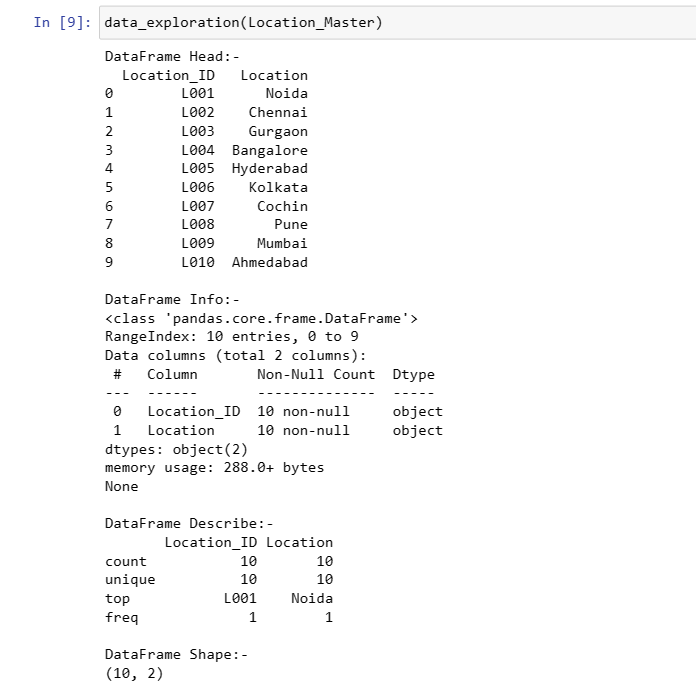 In [9]: data_exploration(Location_Master)
DataFrame Head:-
  Location_ID   Location
0        L001      Noida
1        L002    Chennai
2        L003    Gurgaon
3        L004  Bangalore
4        L005  Hyderabad
5        L006    Kolkata
6        L007     Cochin
7        L008       Pune
8        L009     Mumbai
9        L010  Ahmedabad
DataFrame Info:-
<class 'pandas.core.frame.DataFrame'>
RangeIndex: 10 entries, 0 to 9
Data columns (total 2 columns):
 #   Column       Non-Null Count  Dtype
---  ------       --------------  -----
 0   Location_ID  10 non-null     object
 1   Location     10 non-null     object
dtypes: object(2)
memory usage: 288.0+ bytes
None
DataFrame Describe:-
       Location_ID Location
count           10       10
unique          10       10
top           L001    Noida
freq             1        1
DataFrame Shape:-
(10, 2)